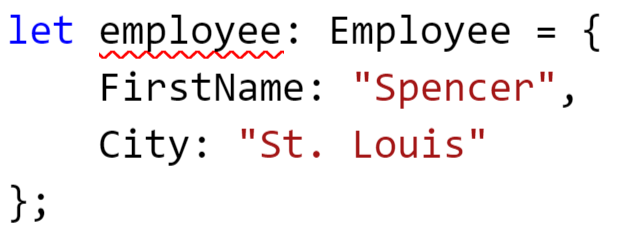 let employee: Employee = {
    FirstName: "Spencer",
    City: "St. Louis"
};